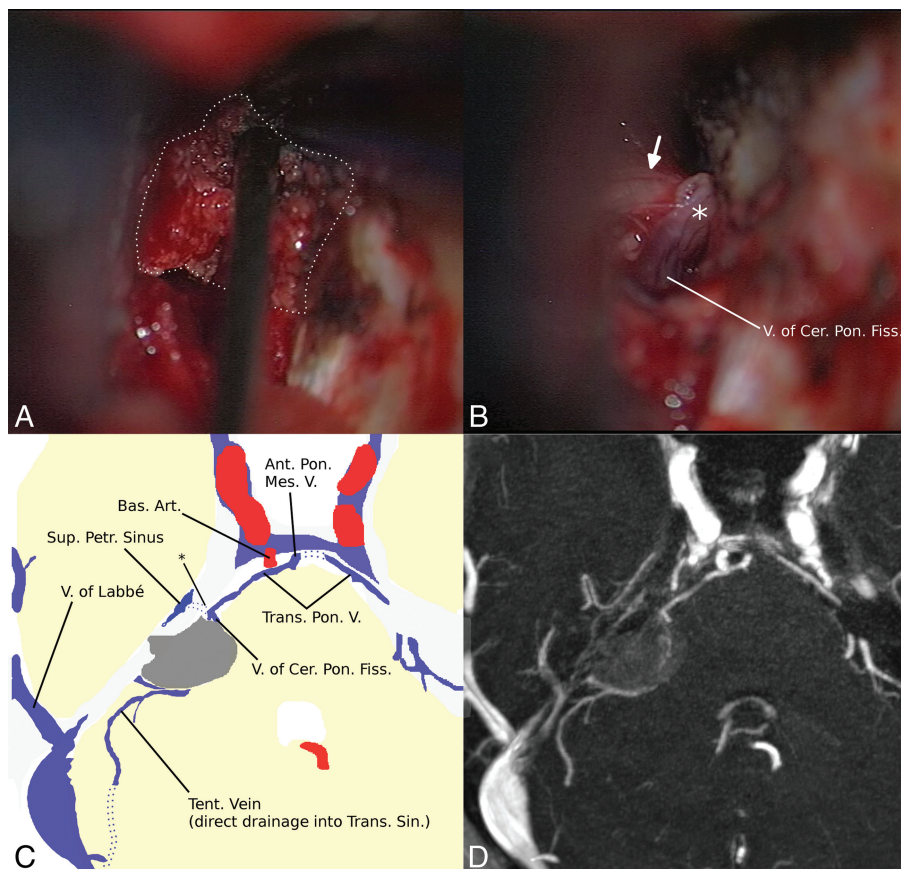 *
V. of Cer. Pon. Fiss.
A
B
Ant. Pon.
Mes. V.
Bas. Art.
Sup. Petr. Sinus
*
V. of Labbé
Trans. Pon. V.
V. of Cer. Pon. Fiss.
Tent. Vein
(direct drainage into Trans. Sin.)
C
D